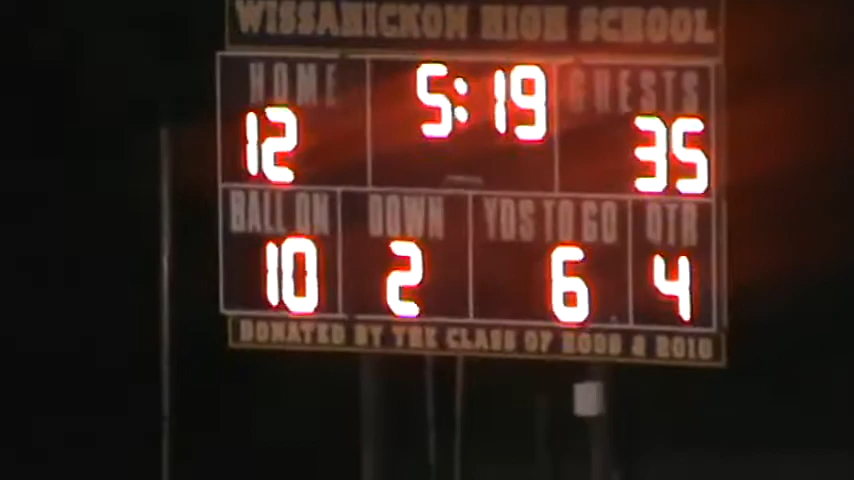 WISSAHICKON HIGH SCHOOL
HOME 5:19 GUESTS
12 35
BALL ON DOWN YDS TO GO QTR
10 2 6 4
DONATED BY THE CLASS OF 2009 & 2010